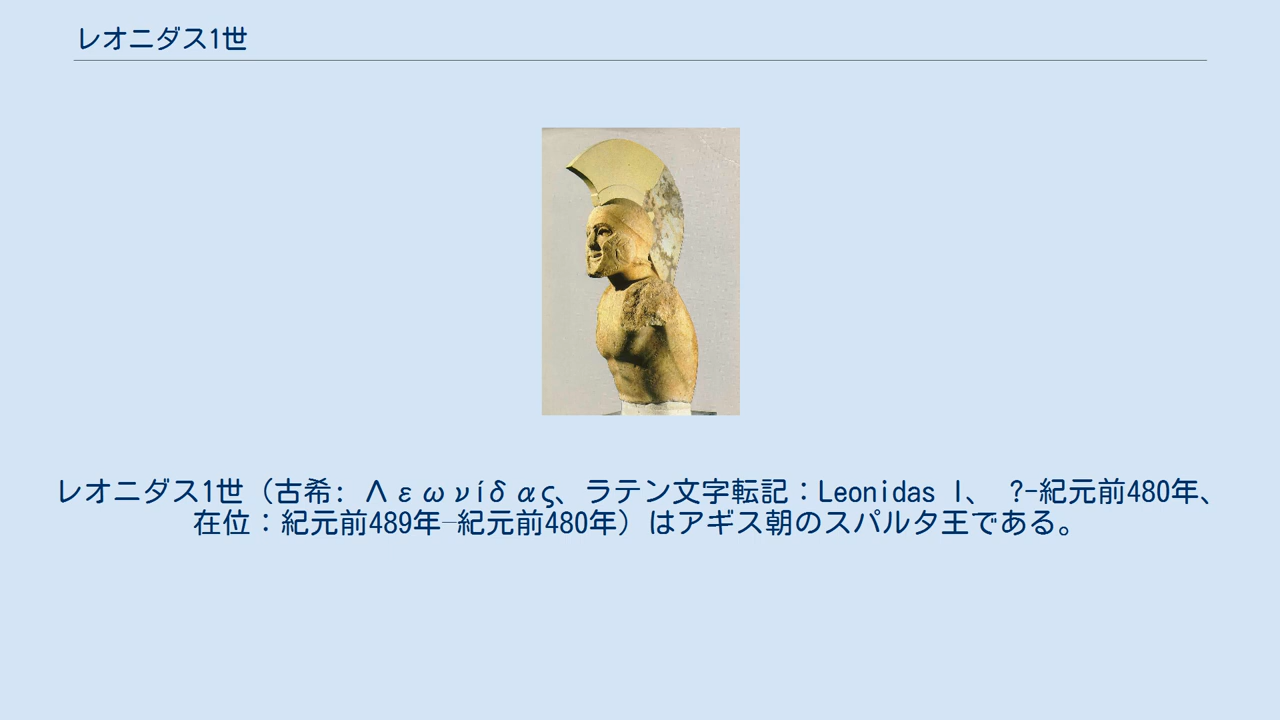 レオニダス1世
レオニダス1世（古希: Λεωνίδας、ラテン文字転記：Leonidas I、 ?-紀元前480年、
在位：紀元前489年–紀元前480年）はアギス朝のスパルタ王である。